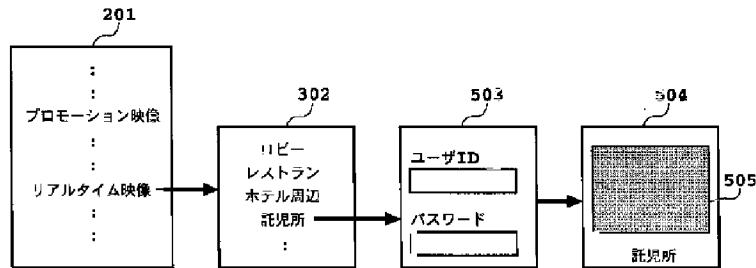 201
:
:
プロモーション映像
:
:
リアルタイム映像
:
:
302
ロビー
レストラン
ホテル周辺
託児所
:
503
ユーザID
パスワード
504
505
託児所